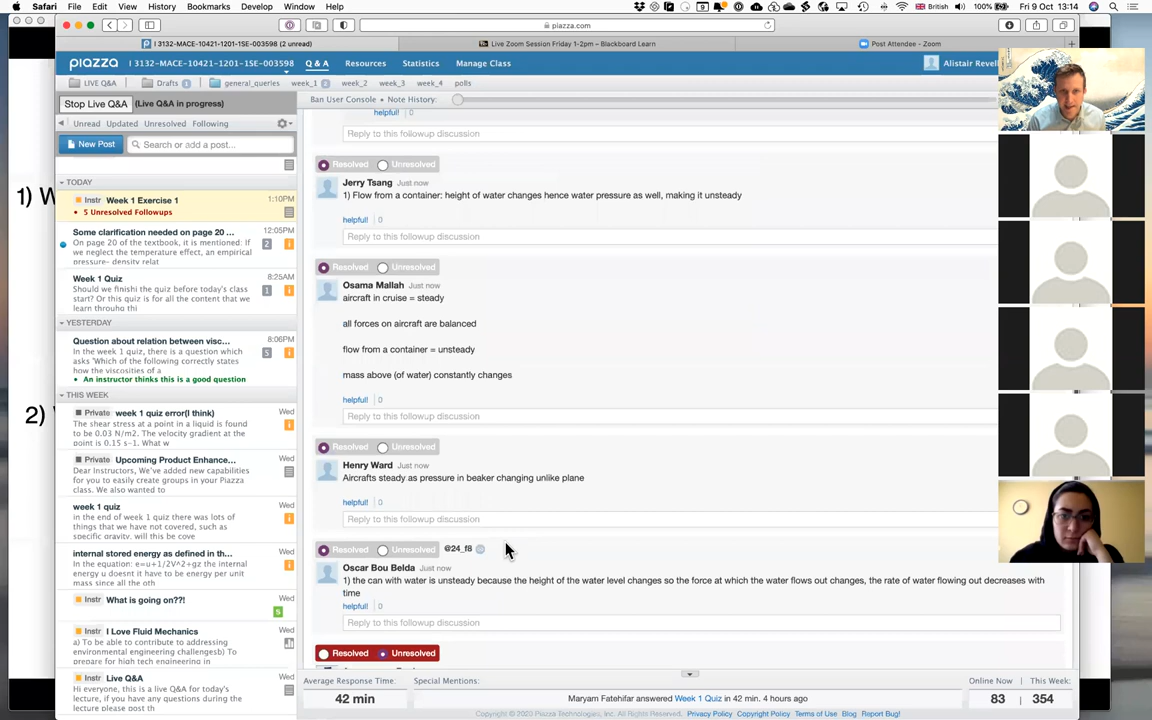 Safari File Edit View History Bookmarks Develop Window Help
100% British Fri 9 Oct 13:14
piazza.com
I 3132-MACE-10421-1201-1SE-003598 (2 unread)
Live Zoom Session Friday 1-2pm – Blackboard Learn
Post Attendee - Zoom
piazza I 3132-MACE-10421-1201-1SE-003598 Q & A Resources Statistics Manage Class Alistair Revell
LIVE Q&A Drafts 1 general_queries week_1 2 week_2 week_3 week_4 polls
Stop Live Q&A (Live Q&A in progress)
Ban User Console • Note History:
Unread Updated Unresolved Following
New Post Search or add a post...
TODAY
Instr Week 1 Exercise 1 1:10PM
• 5 Unresolved Followups
Some clarification needed on page 20 ... 12:05PM
On page 20 of the textbook, it is mentioned: If
we neglect the temperature effect, an empirical
pressure- density relat
2
Week 1 Quiz 8:25AM
Should we finishi the quiz before today's class
start? Or this quiz is for all the content that we
learn throuho thi
1
YESTERDAY
Question about relation between visc... 8:06PM
In the week 1 quiz, there is a question which
asks 'Which of the following correctly states
how the viscosities of a
5
• An instructor thinks this is a good question
THIS WEEK
Private week 1 quiz error(I think) Wed
The shear stress at a point in a liquid is found
to be 0.03 N/m2. The velocity gradient at the
point is 0.15 s-1. What w
Private Upcoming Product Enhance... Wed
Dear Instructors, We've added new capabilities
for you to easily create groups in your Piazza
class. We also wanted to
week 1 quiz Wed
in the end of week 1 quiz there was lots of
things that we have not covered, such as
specific gravity. will this be cove
internal stored energy as defined in th... Wed
In the equation: e=u+1/2V^2+gz the internal
energy u doesnt it have to be energy per unit
mass since all the oth
Instr What is going on??! Wed
S
Instr I Love Fluid Mechanics Wed
a) To be able to contribute to addressing
environmental engineering challengesb) To
prepare for high tech engineering in
Instr Live Q&A Wed
Hi everyone, this is a live Q&A for today's
lecture, if you have any questions during the
lecture please post th
1) W
2)
helpful! 0
Reply to this followup discussion
Resolved Unresolved
Jerry Tsang Just now
1) Flow from a container: height of water changes hence water pressure as well, making it unsteady
helpful! 0
Reply to this followup discussion
Resolved Unresolved
Osama Mallah Just now
aircraft in cruise = steady
all forces on aircraft are balanced
flow from a container = unsteady
mass above (of water) constantly changes
helpful! 0
Reply to this followup discussion
Resolved Unresolved
Henry Ward Just now
Aircrafts steady as pressure in beaker changing unlike plane
helpful! 0
Reply to this followup discussion
Resolved Unresolved @24_f8
Oscar Bou Belda Just now
1) the can with water is unsteady because the height of the water level changes so the force at which the water flows out changes, the rate of water flowing out decreases with
time
helpful! 0
Reply to this followup discussion
Resolved Unresolved
Average Response Time: Special Mentions: Online Now This Week:
42 min Maryam Fatehifar answered Week 1 Quiz in 42 min. 4 hours ago 83 354
Copyright © 2020 Piazza Technologies, Inc. All Rights Reserved. Privacy Policy Copyright Policy Terms of Use Blog Report Bug!